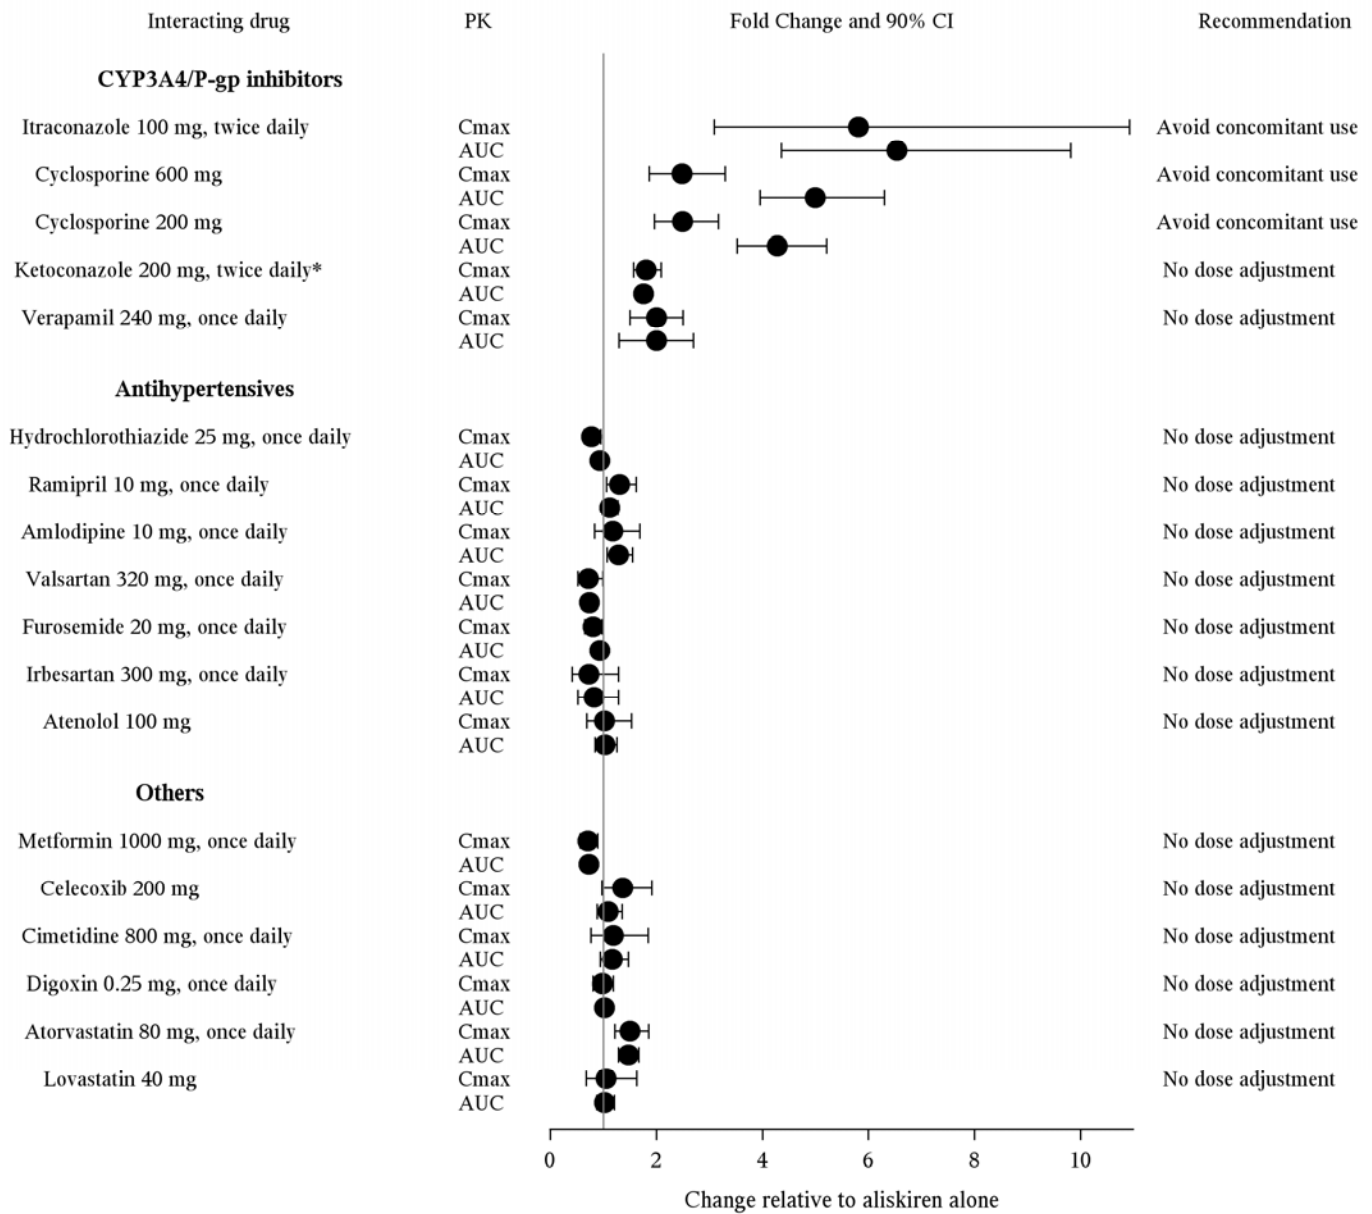 Interacting drug PK Fold Change and 90% CI Recommendation
CYP3A4/P-gp inhibitors
Itraconazole 100 mg, twice daily Cmax Avoid concomitant use
AUC
Cyclosporine 600 mg Cmax Avoid concomitant use
AUC
Cyclosporine 200 mg Cmax Avoid concomitant use
AUC
Ketoconazole 200 mg, twice daily* Cmax No dose adjustment
AUC
Verapamil 240 mg, once daily Cmax No dose adjustment
AUC
Antihypertensives
Hydrochlorothiazide 25 mg, once daily Cmax No dose adjustment
AUC
Ramipril 10 mg, once daily Cmax No dose adjustment
AUC
Amlodipine 10 mg, once daily Cmax No dose adjustment
AUC
Valsartan 320 mg, once daily Cmax No dose adjustment
AUC
Furosemide 20 mg, once daily Cmax No dose adjustment
AUC
Irbesartan 300 mg, once daily Cmax No dose adjustment
AUC
Atenolol 100 mg Cmax No dose adjustment
AUC
Others
Metformin 1000 mg, once daily Cmax No dose adjustment
AUC
Celecoxib 200 mg Cmax No dose adjustment
AUC
Cimetidine 800 mg, once daily Cmax No dose adjustment
AUC
Digoxin 0.25 mg, once daily Cmax No dose adjustment
AUC
Atorvastatin 80 mg, once daily Cmax No dose adjustment
AUC
Lovastatin 40 mg Cmax No dose adjustment
AUC
0 2 4 6 8 10
Change relative to aliskiren alone